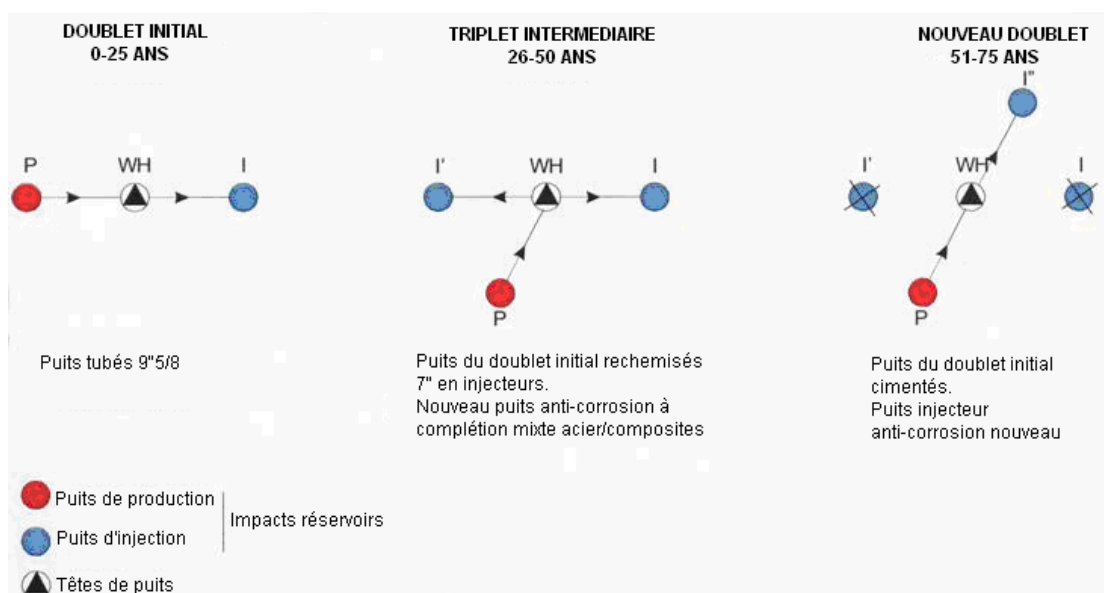 DOUBLET INITIAL
0-25 ANS
P
WH
I
Puits tubés 9"5/8
TRIPLET INTERMEDIAIRE
26-50 ANS
I'
WH
I
P
Puits du doublet initial rechemisés
7" en injecteurs.
Nouveau puits anti-corrosion à
complétion mixte acier/composites
NOUVEAU DOUBLET
51-75 ANS
I"
I'
WH
I
P
Puits du doublet initial
cimentés.
Puits injecteur
anti-corrosion nouveau
Puits de production
Puits d'injection
Impacts réservoirs
Têtes de puits